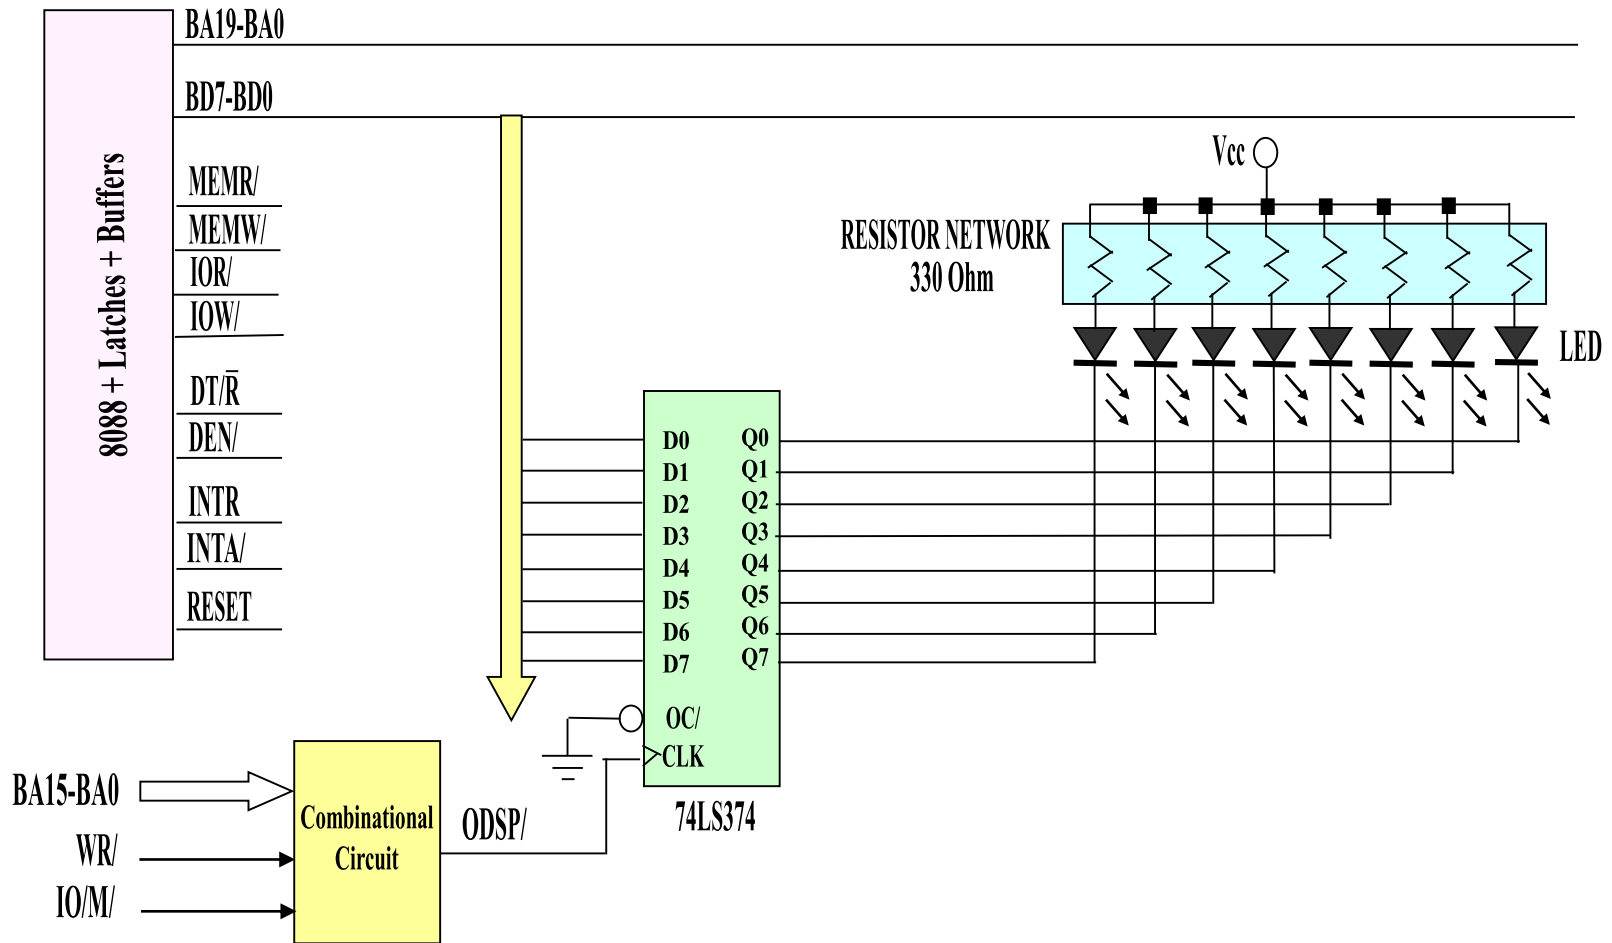 BA19-BA0
BD7-BD0
8088 + Latches + Buffers
MEMR/
MEMW/
IOR/
IOW/
DT/R̅
DEN/
INTR
INTA/
RESET
Vcc
RESISTOR NETWORK
330 Ohm
LED
D0
D1
D2
D3
D4
D5
D6
D7
Q0
Q1
Q2
Q3
Q4
Q5
Q6
Q7
OC/
CLK
74LS374
BA15-BA0
WR/
IO/M/
Combinational
Circuit
ODSP/